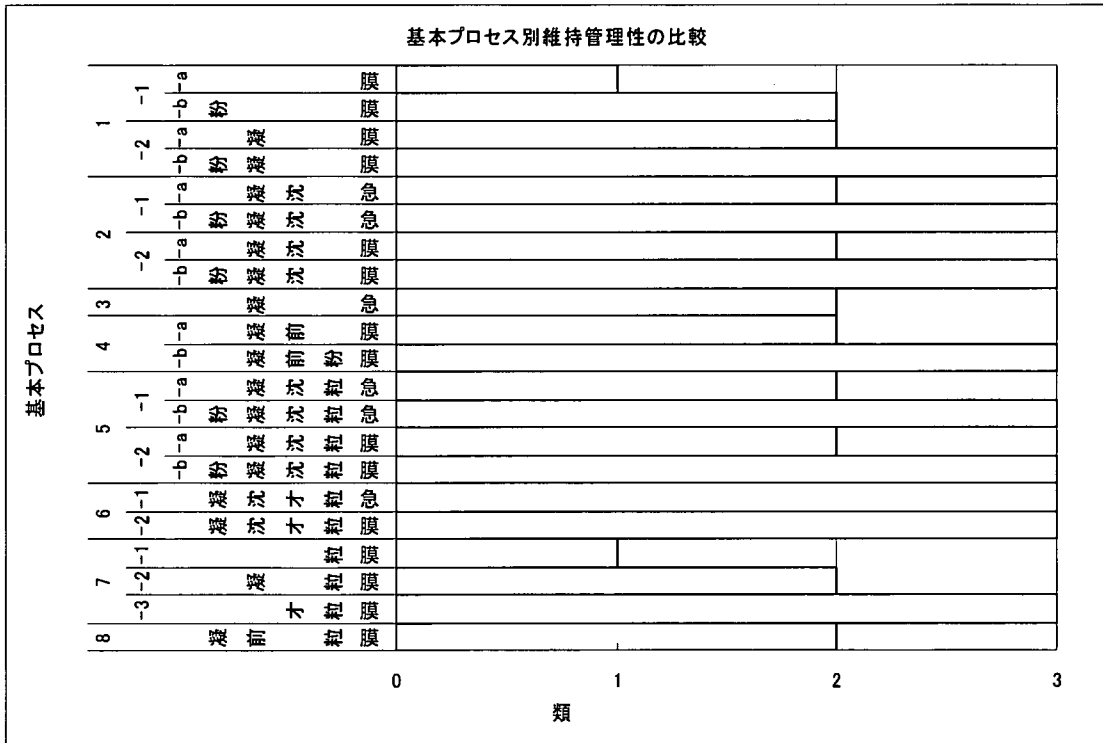 基本プロセス別維持管理性の比較
基本プロセス
1 -1 -a 膜
-b 粉 膜
-2 -a 凝 膜
-b 粉 凝 膜
2 -1 -a 凝 沈 急
-b 粉 凝 沈 急
-2 -a 凝 沈 膜
-b 粉 凝 沈 膜
3 凝 急
4 -a 凝 前 膜
-b 凝 前 粉 膜
5 -1 -a 凝 沈 粒 急
-b 粉 凝 沈 粒 急
-2 -a 凝 沈 粒 膜
-b 粉 凝 沈 粒 膜
6 -1 凝 沈 オ 粒 急
-2 凝 沈 オ 粒 膜
7 -1 粒 膜
-2 凝 粒 膜
-3 オ 粒 膜
8 凝 前 粒 膜
0 1 2 3
類